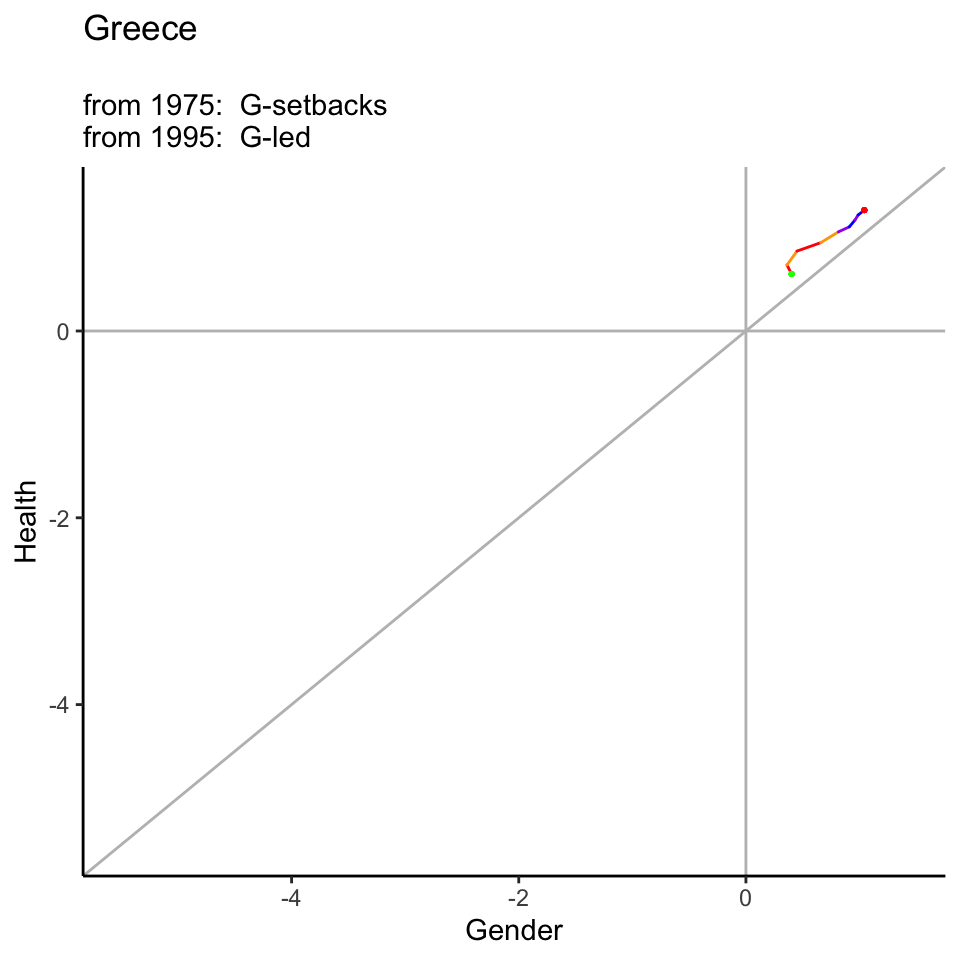 Greece
from 1975:  G-setbacks
from 1995:  G-led
0
-2
-4
Health
-4
-2
0
Gender